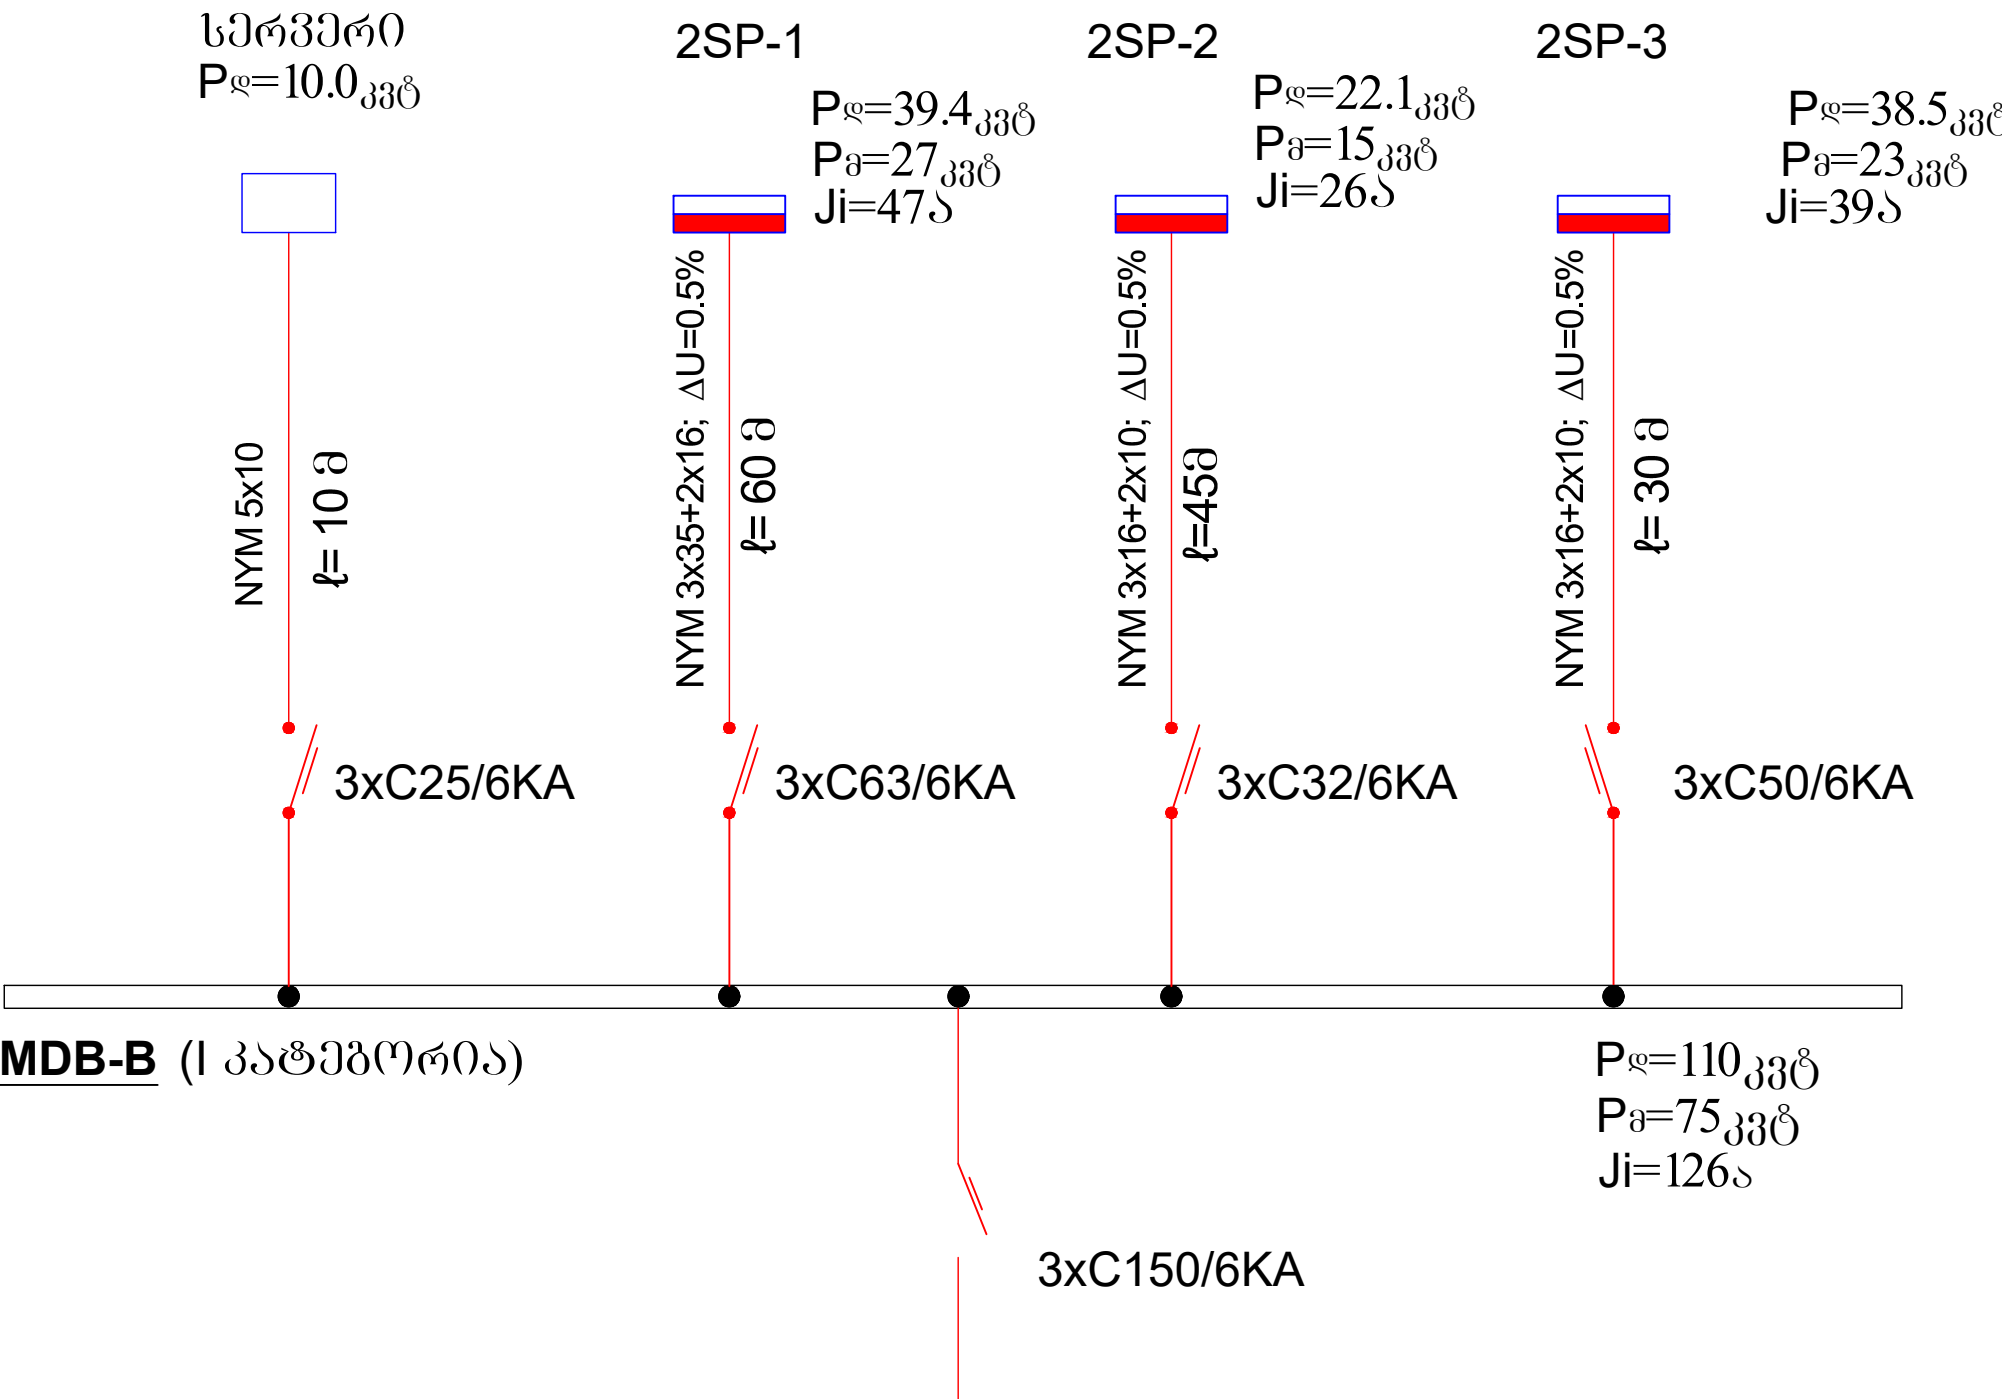 სერვერი
Pდ=10.0კვტ
2SP-1
Pდ=39.4კვტ
Pმ=27კვტ
Ji=47ა
2SP-2
Pდ=22.1კვტ
Pმ=15კვტ
Ji=26ა
2SP-3
Pდ=38.5კვტ
Pმ=23კვტ
Ji=39ა
NYM 5x10
ℓ= 10 მ
NYM 3x35+2x16; ΔU=0.5%
ℓ= 60 მ
NYM 3x16+2x10; ΔU=0.5%
ℓ=45მ
NYM 3x16+2x10; ΔU=0.5%
ℓ= 30 მ
3xC25/6KA
3xC63/6KA
3xC32/6KA
3xC50/6KA
MDB-B (I კატეგორია)
Pდ=110კვტ
Pმ=75კვტ
Ji=126ა
3xC150/6KA